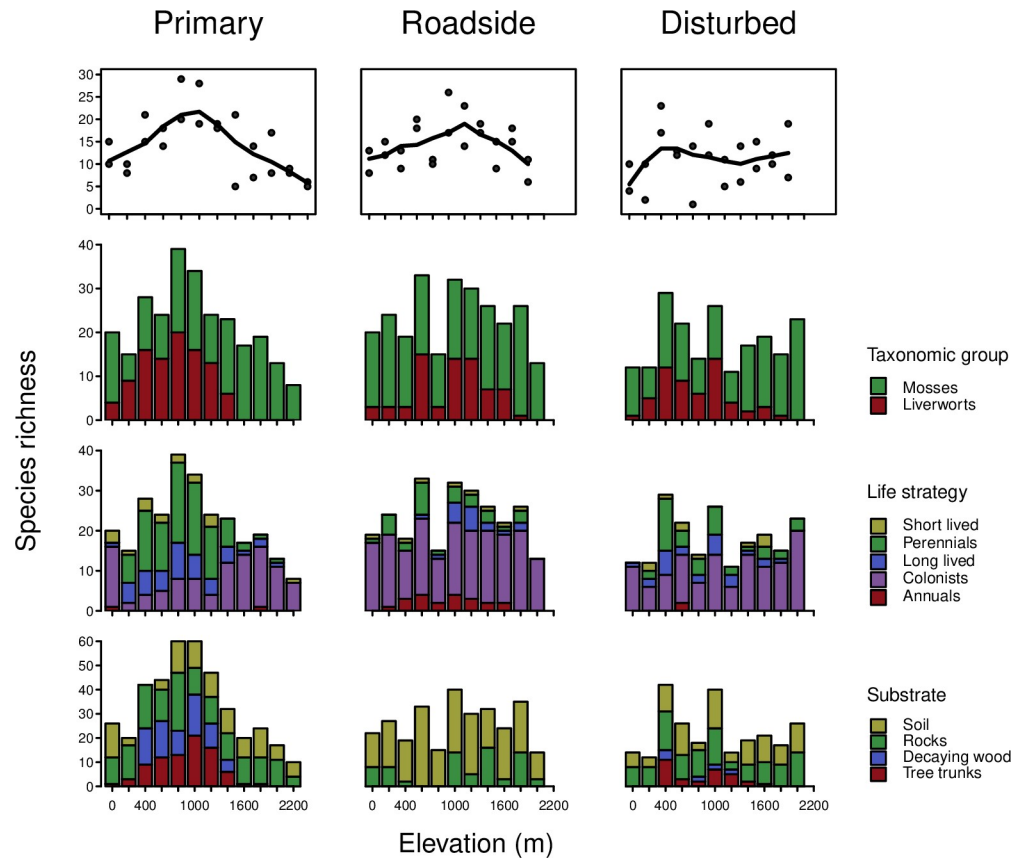 Primary Roadside Disturbed
30
25
20
15
10
5
0
40
30
20
10
0
Taxonomic group
Mosses
Liverworts
Species richness
40
30
20
10
0
Life strategy
Short lived
Perennials
Long lived
Colonists
Annuals
60
50
40
30
20
10
0
Substrate
Soil
Rocks
Decaying wood
Tree trunks
0 400 1000 1600 2200 0 400 1000 1600 2200 0 400 1000 1600 2200
Elevation (m)